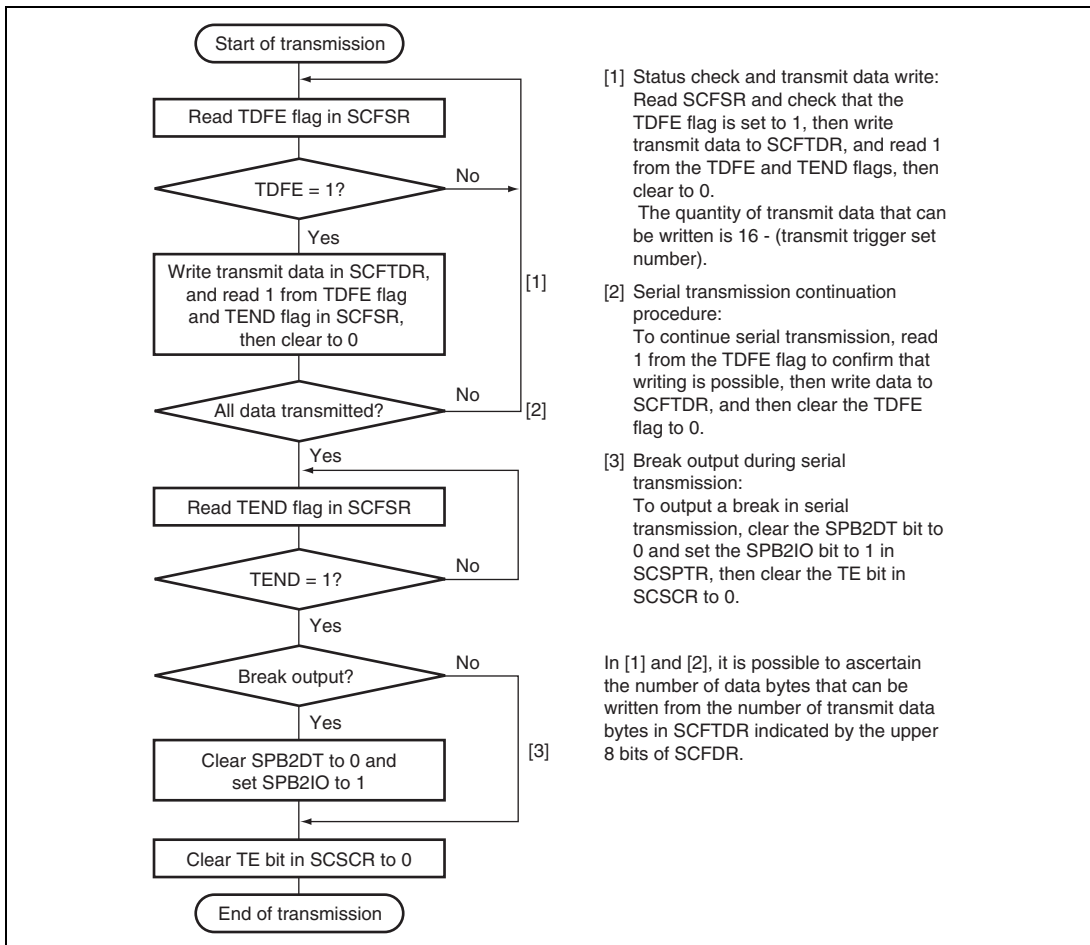 Start of transmission
Read TDFE flag in SCFSR
TDFE = 1?
No
Yes
Write transmit data in SCFTDR,
and read 1 from TDFE flag
and TEND flag in SCFSR,
then clear to 0
[1]
All data transmitted?
No
[2]
Yes
Read TEND flag in SCFSR
TEND = 1?
No
Yes
Break output?
No
Yes
Clear SPB2DT to 0 and
set SPB2IO to 1
[3]
Clear TE bit in SCSCR to 0
End of transmission
[1] Status check and transmit data write:
Read SCFSR and check that the
TDFE flag is set to 1, then write
transmit data to SCFTDR, and read 1
from the TDFE and TEND flags, then
clear to 0.
The quantity of transmit data that can
be written is 16 - (transmit trigger set
number).
[2] Serial transmission continuation
procedure:
To continue serial transmission, read
1 from the TDFE flag to confirm that
writing is possible, then write data to
SCFTDR, and then clear the TDFE
flag to 0.
[3] Break output during serial
transmission:
To output a break in serial
transmission, clear the SPB2DT bit to
0 and set the SPB2IO bit to 1 in
SCSPTR, then clear the TE bit in
SCSCR to 0.
In [1] and [2], it is possible to ascertain
the number of data bytes that can be
written from the number of transmit data
bytes in SCFTDR indicated by the upper
8 bits of SCFDR.